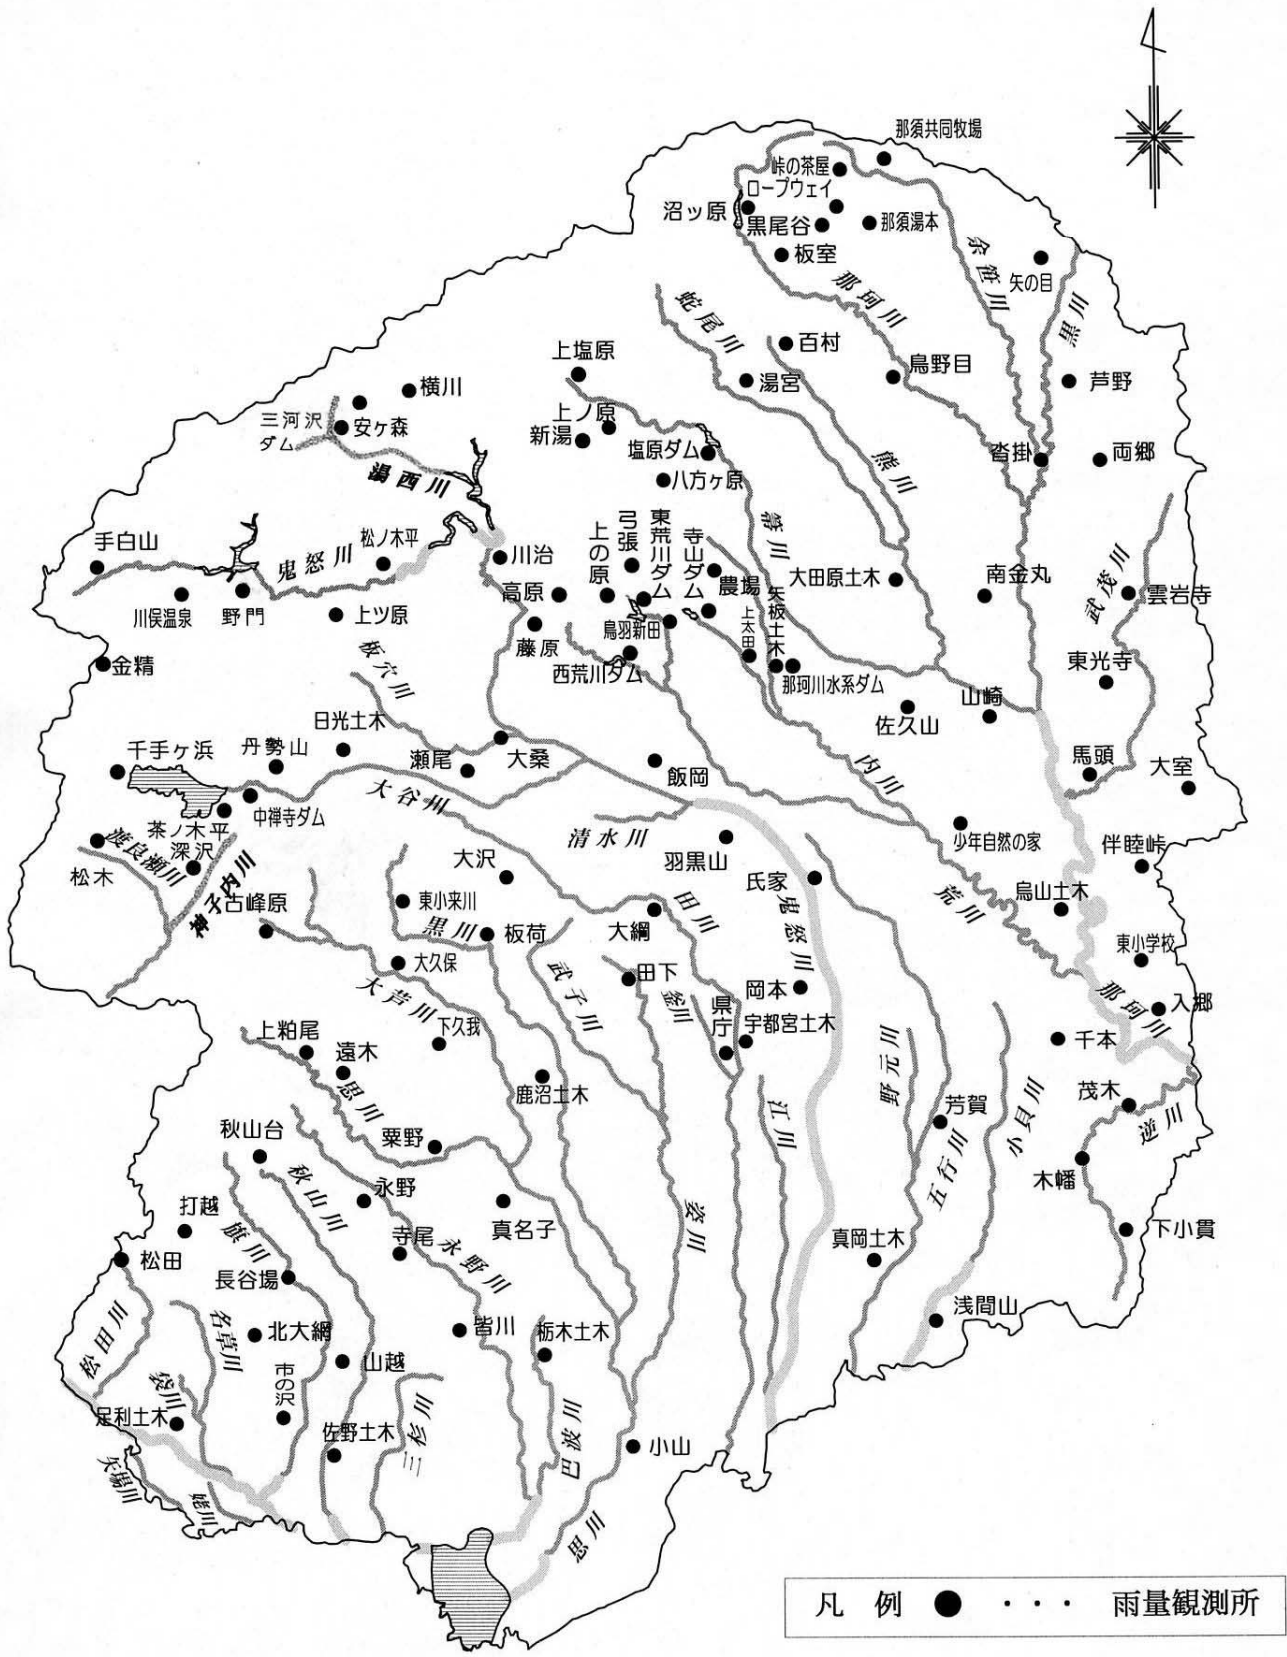 那須共同牧場
峠の茶屋
ロープウェイ
沼ッ原
黒尾谷
那須湯本
板室
余笹川
矢の目
那珂川
黒川
蛇尾川
百村
上塩原
湯宮
鳥野目
芦野
横川
三河沢
ダム
安ヶ森
上ノ原
新湯
塩原ダム
沓掛
両郷
熊川
八方ヶ原
湯西川
箒川
手白山
松ノ木平
鬼怒川
川治
弓張
上の原
東荒川ダム
寺山ダム
農場
大田原土木
南金丸
武茂川
雲岩寺
川俣温泉
野門
上ツ原
高原
藤原
鳥羽新田
上太田
矢板土木
西荒川ダム
那珂川水系ダム
東光寺
金精
板穴川
佐久山
山崎
日光土木
千手ヶ浜
丹勢山
瀬尾
大桑
飯岡
内川
馬頭
大室
大谷州
中禅寺ダム
茶ノ木平
清水川
羽黒山
少年自然の家
伴睦峠
渡良瀬川
深沢
松木
大沢
氏家
神子内川
古峰原
東小来川
黒川
板荷
大網
田川
鬼怒川
荒川
烏山土木
大久保
大芦川
武子川
田下
釜川
県庁
岡本
宇都宮土木
東小学校
那珂川
入郷
上粕尾
遠木
下久我
千本
思川
鹿沼土木
野元川
芳賀
小貝川
茂木
逆川
江川
秋山台
粟野
五行川
木幡
秋山川
永野
真名子
打越
旗川
寺尾
永野川
姿川
真岡土木
下小貫
松田
長谷場
松田川
名草川
北大網
皆川
栃木土木
浅間山
市の沢
山越
袋川
足利土木
佐野土木
三杉川
巴波川
小山
矢場川
姥川
思川
凡例 ● ・・・ 雨量観測所